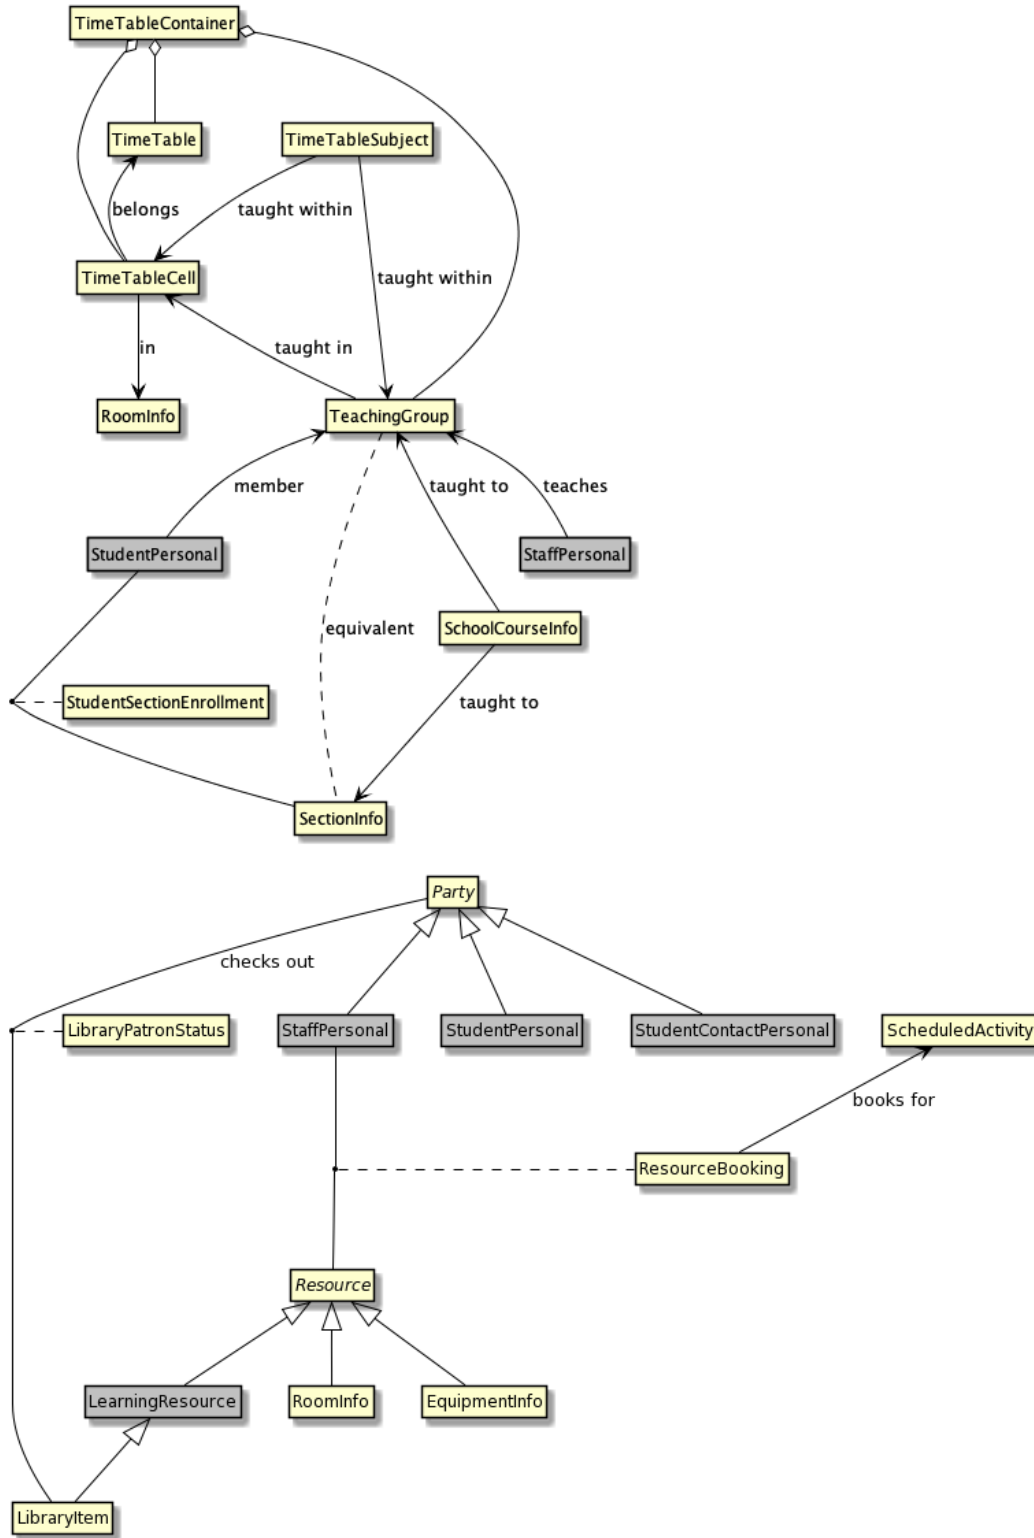 TimeTableContainer
TimeTable
TimeTableSubject
belongs
taught within
TimeTableCell
taught within
in
taught in
RoomInfo
TeachingGroup
member
taught to
teaches
StudentPersonal
StaffPersonal
equivalent
SchoolCourseInfo
StudentSectionEnrollment
taught to
SectionInfo
Party
checks out
LibraryPatronStatus
StaffPersonal
StudentPersonal
StudentContactPersonal
ScheduledActivity
books for
ResourceBooking
Resource
LearningResource
RoomInfo
EquipmentInfo
LibraryItem